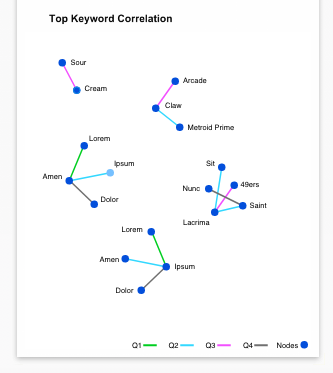 Top Keyword Correlation
Sour
Cream
Arcade
Claw
Metroid Prime
Lorem
Ipsum
Amen
Dolor
Sit
Nunc
49ers
Saint
Lacrima
Lorem
Amen
Ipsum
Dolor
Q1 Q2 Q3 Q4 Nodes